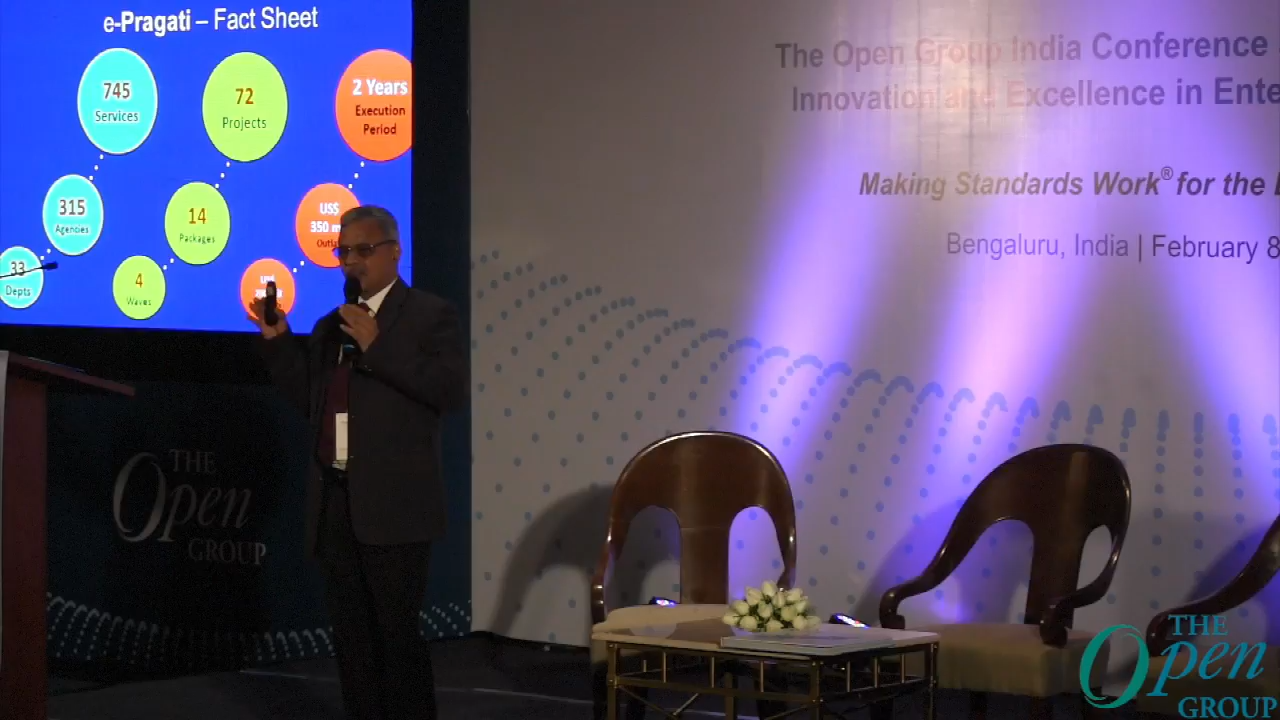 e-Pragati – Fact Sheet
745
Services
72
Projects
2 Years
Execution
Period
315
Agencies
14
Packages
US$
350 m
Outla
33
Depts
4
Waves
The Open Group India Conference
Innovation and Excellence in Ente
Making Standards Work® for the
Bengaluru, India | February 8
THE
Open
GROUP
THE
Open
GROUP